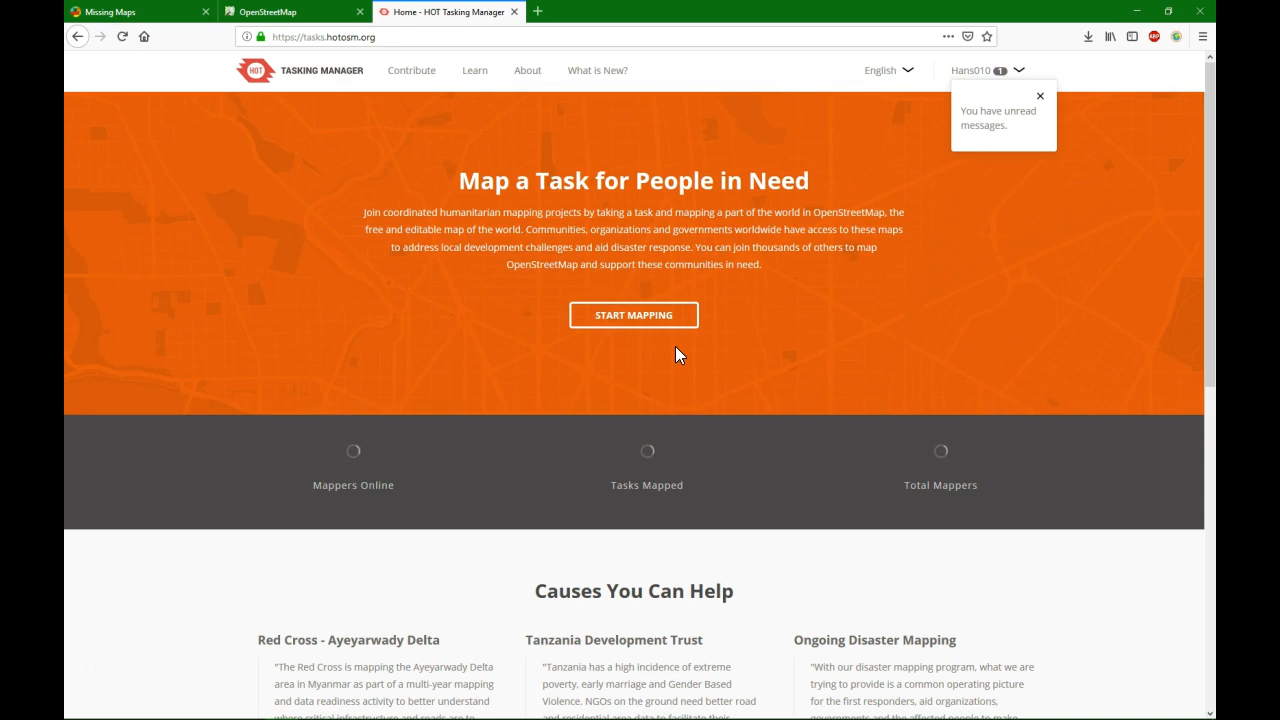 Missing Maps
OpenStreetMap
Home - HOT Tasking Manager
https://tasks.hotosm.org
ABP
HOT
TASKING MANAGER
Contribute
Learn
About
What is New?
English
Hans010 1
You have unread
messages.
Map a Task for People in Need
Join coordinated humanitarian mapping projects by taking a task and mapping a part of the world in OpenStreetMap, the
free and editable map of the world. Communities, organizations and governments worldwide have access to these maps
to address local development challenges and aid disaster response. You can join thousands of others to map
OpenStreetMap and support these communities in need.
START MAPPING
Mappers Online
Tasks Mapped
Total Mappers
Causes You Can Help
Red Cross - Ayeyarwady Delta
"The Red Cross is mapping the Ayeyarwady Delta
area in Myanmar as part of a multi-year mapping
and data readiness activity to better understand
where critical infrastructure and roads are to
Tanzania Development Trust
"Tanzania has a high incidence of extreme
poverty, early marriage and Gender Based
Violence. NGOs on the ground need better road
and residential area data to facilitate their
Ongoing Disaster Mapping
"With our disaster mapping program, what we are
trying to provide is a common operating picture
for the first responders, aid organizations,
governments and the affected people to make